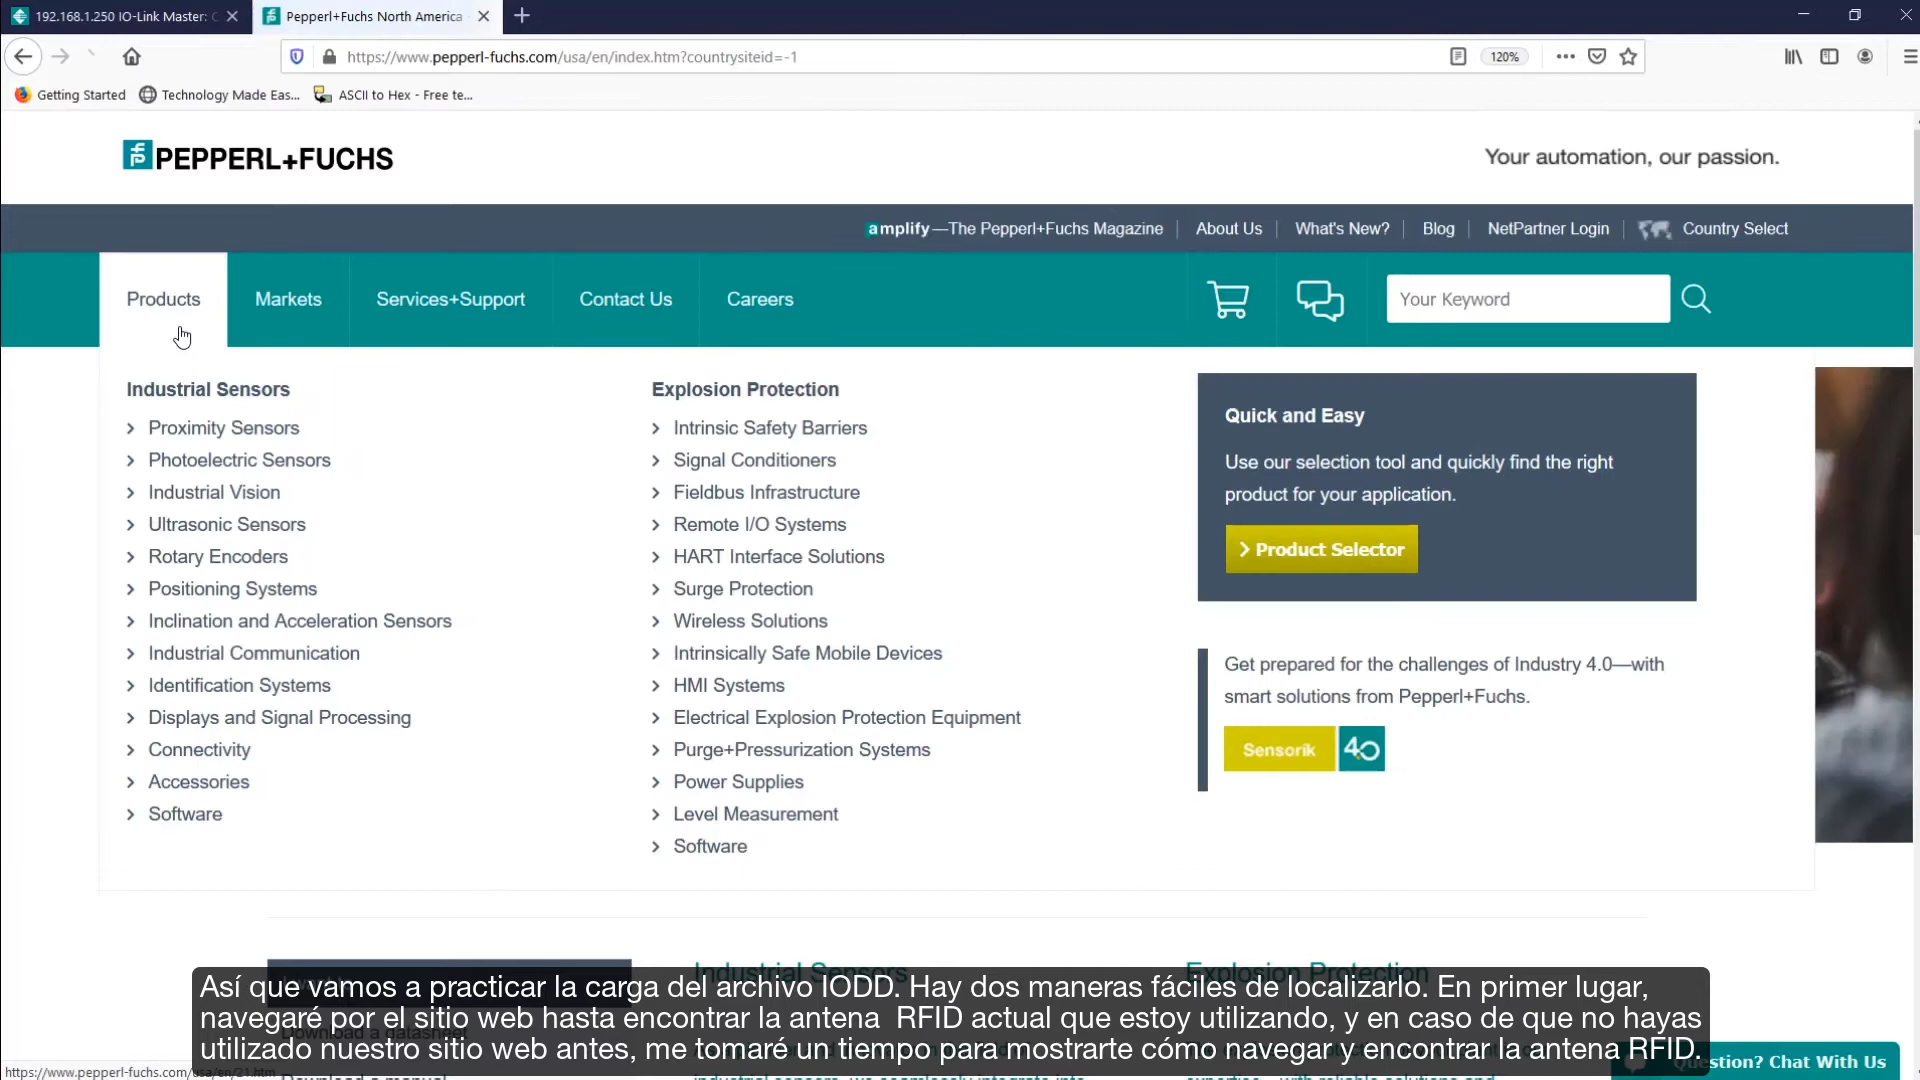 192.168.1.250 IO-Link Master:
Pepperl+Fuchs North America
https://www.pepperl-fuchs.com/usa/en/index.htm?countrysiteid=-1
120%
Getting Started
Technology Made Eas...
ASCII to Hex - Free te...
PEPPERL+FUCHS
Your automation, our passion.
amplify—The Pepperl+Fuchs Magazine
About Us
What's New?
Blog
NetPartner Login
Country Select
Products
Markets
Services+Support
Contact Us
Careers
Your Keyword
Industrial Sensors
Proximity Sensors
Photoelectric Sensors
Industrial Vision
Ultrasonic Sensors
Rotary Encoders
Positioning Systems
Inclination and Acceleration Sensors
Industrial Communication
Identification Systems
Displays and Signal Processing
Connectivity
Accessories
Software
Explosion Protection
Intrinsic Safety Barriers
Signal Conditioners
Fieldbus Infrastructure
Remote I/O Systems
HART Interface Solutions
Surge Protection
Wireless Solutions
Intrinsically Safe Mobile Devices
HMI Systems
Electrical Explosion Protection Equipment
Purge+Pressurization Systems
Power Supplies
Level Measurement
Software
Quick and Easy
Use our selection tool and quickly find the right
product for your application.
Product Selector
Get prepared for the challenges of Industry 4.0—with
smart solutions from Pepperl+Fuchs.
Sensorik 4.0
Industrial Sensors
Explosion Protection
Así que vamos a practicar la carga del archivo IODD. Hay dos maneras fáciles de localizarlo. En primer lugar,
navegaré por el sitio web hasta encontrar la antena RFID actual que estoy utilizando, y en caso de que no hayas
utilizado nuestro sitio web antes, me tomaré un tiempo para mostrarte cómo navegar y encontrar la antena RFID.
Download a datasheet
Question? Chat With Us
https://www.pepperl-fuchs.com/usa/en/21.htm